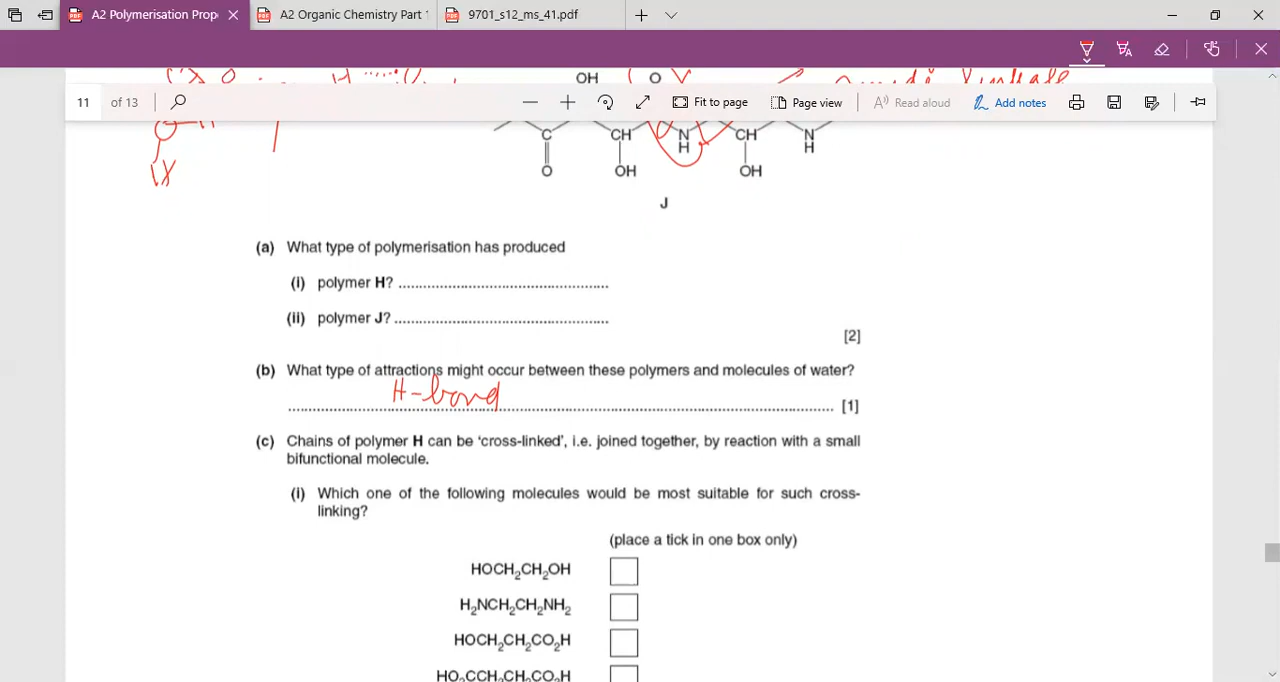 A2 Polymerisation Prop
A2 Organic Chemistry Part 1
9701_s12_ms_41.pdf
11 of 13
Fit to page
Page view
Read aloud
Add notes
OH O
C CH N CH N
H H
O OH OH
J
(a) What type of polymerisation has produced
(i) polymer H? ..................................................
(ii) polymer J? ..................................................
[2]
(b) What type of attractions might occur between these polymers and molecules of water?
H-bond
.................................................. [1]
(c) Chains of polymer H can be ‘cross-linked’, i.e. joined together, by reaction with a small
bifunctional molecule.
(i) Which one of the following molecules would be most suitable for such cross-
linking?
(place a tick in one box only)
HOCH₂CH₂OH
H₂NCH₂CH₂NH₂
HOCH₂CH₂CO₂H
HO₂CCH₂CH₂CO₂H